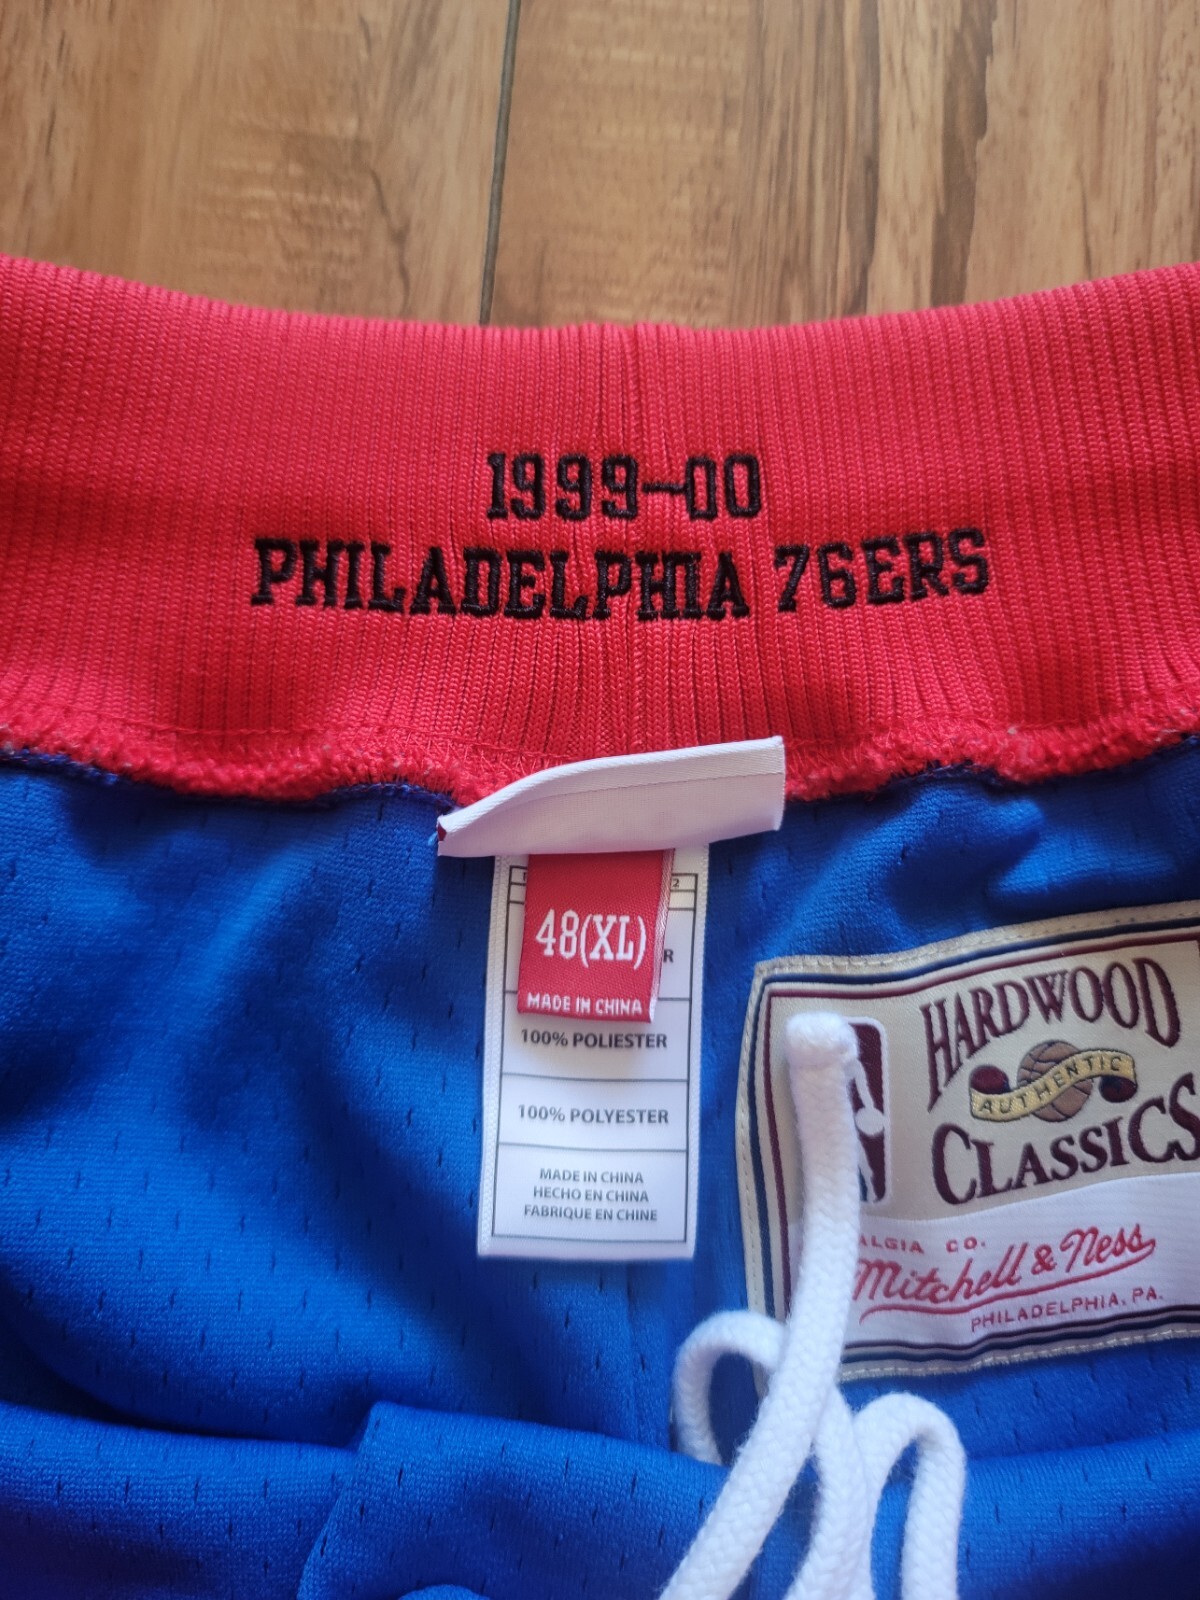 1999-00
PHILADELPHIA 76ERS
48(XL)
MADE IN CHINA
100% POLIESTER
100% POLYESTER
MADE IN CHINA
HECHO EN CHINA
FABRIQUE EN CHINE
HARDWOOD
AUTHENTIC
CLASSICS
CO.
Mitchell & Ness
PHILADELPHIA, PA.